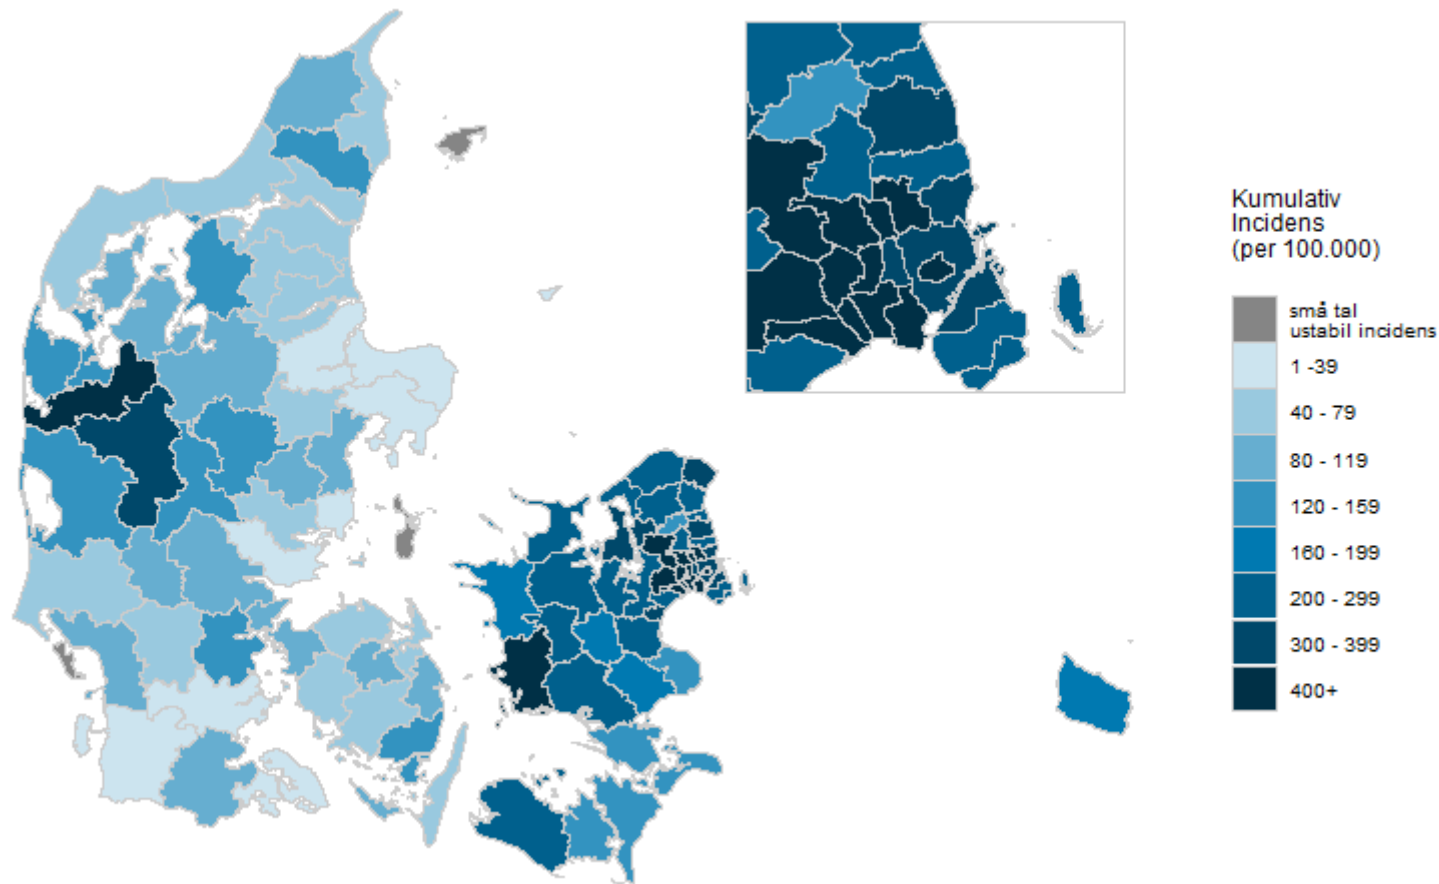 Kumulativ
Incidens
(per 100.000)
små tal
ustabil incidens
1 -39
40 - 79
80 - 119
120 - 159
160 - 199
200 - 299
300 - 399
400+